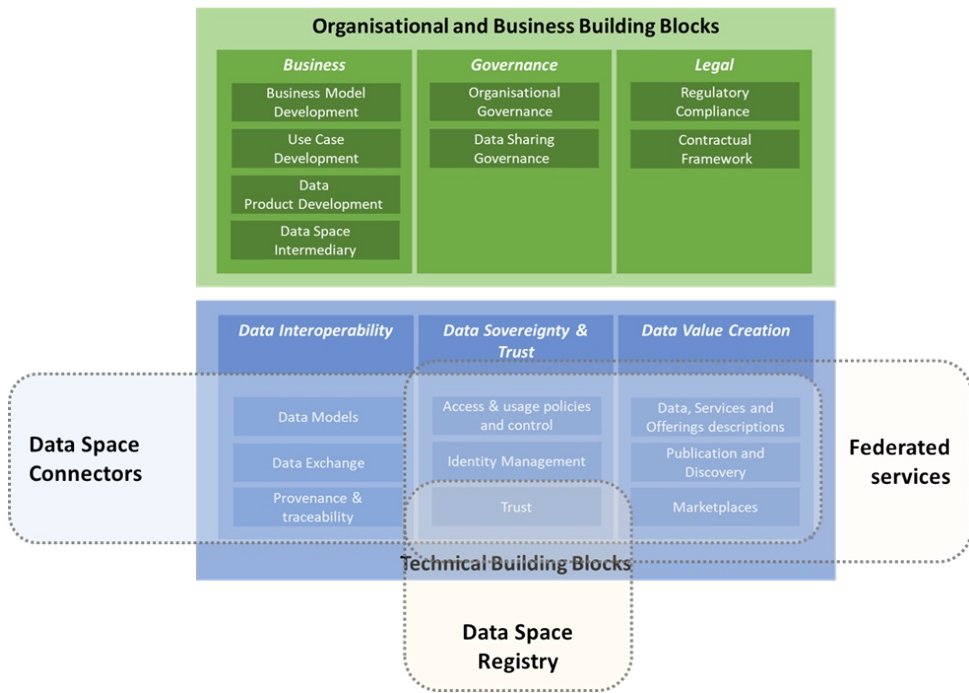 Organisational and Business Building Blocks
Business
Business Model
Development
Use Case
Development
Data
Product Development
Data Space
Intermediary
Governance
Organisational
Governance
Data Sharing
Governance
Legal
Regulatory
Compliance
Contractual
Framework
Data Interoperability
Data Models
Data Exchange
Provenance &
traceability
Data Sovereignty &
Trust
Access & usage policies
and control
Identity Management
Trust
Data Value Creation
Data, Services and
Offerings descriptions
Publication and
Discovery
Marketplaces
Technical Building Blocks
Data Space
Connectors
Federated
services
Data Space
Registry